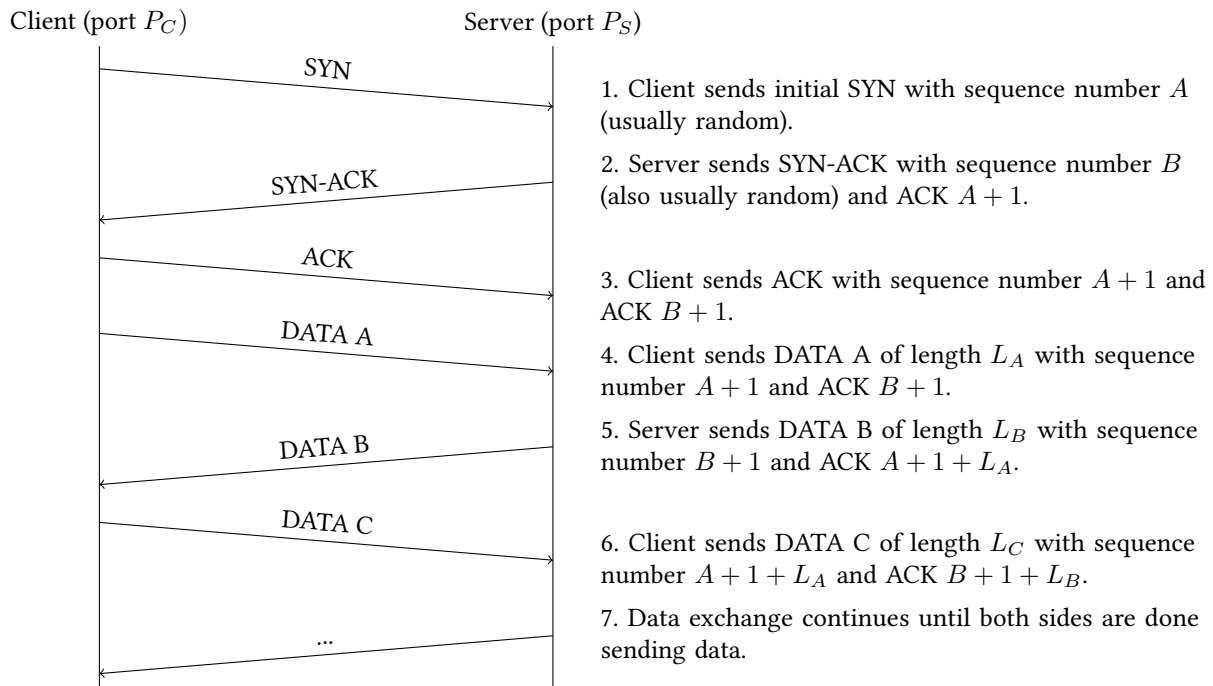 Client (port P_C)
Server (port P_S)
SYN
1. Client sends initial SYN with sequence number A
(usually random).
SYN-ACK
2. Server sends SYN-ACK with sequence number B
(also usually random) and ACK A + 1.
ACK
3. Client sends ACK with sequence number A + 1 and
ACK B + 1.
DATA A
4. Client sends DATA A of length L_A with sequence
number A + 1 and ACK B + 1.
DATA B
5. Server sends DATA B of length L_B with sequence
number B + 1 and ACK A + 1 + L_A.
DATA C
6. Client sends DATA C of length L_C with sequence
number A + 1 + L_A and ACK B + 1 + L_B.
...
7. Data exchange continues until both sides are done
sending data.